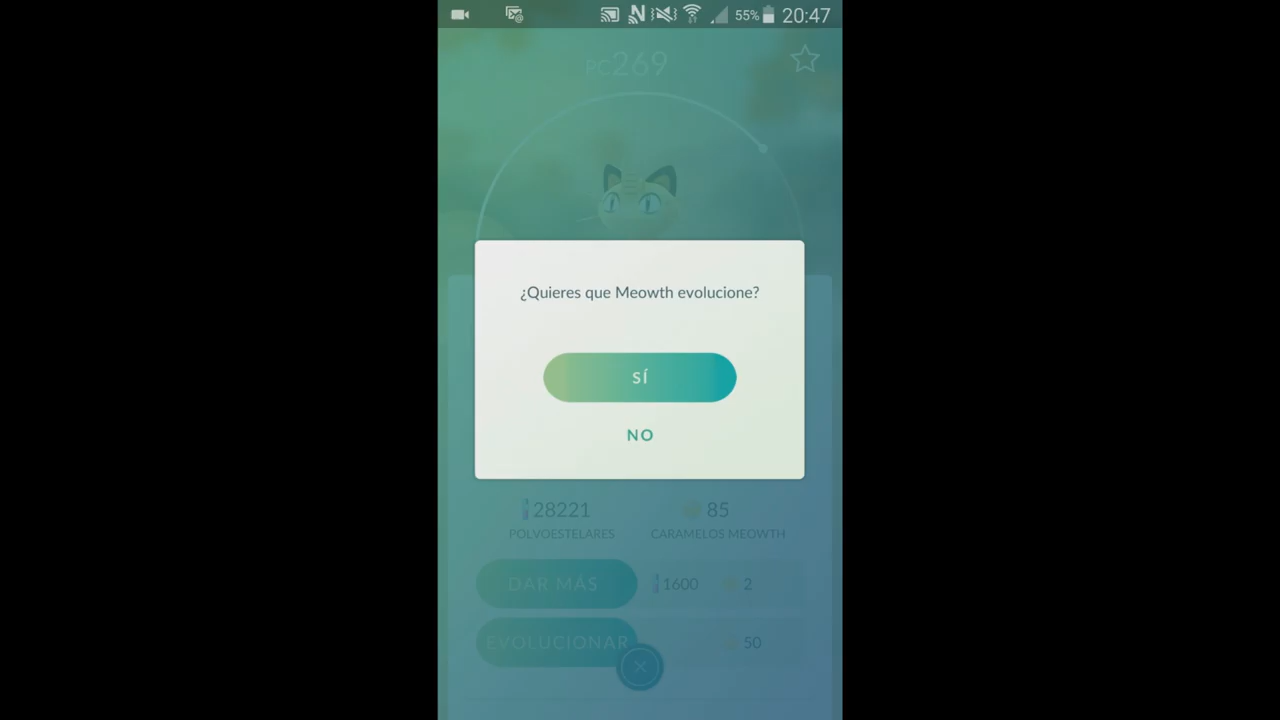 55% 20:47
PC269
¿Quieres que Meowth evolucione?
SÍ
NO
28221 85
POLVOESTELARES CARAMELOS MEOWTH
DAR MÁS 1600 2
EVOLUCIONAR 50